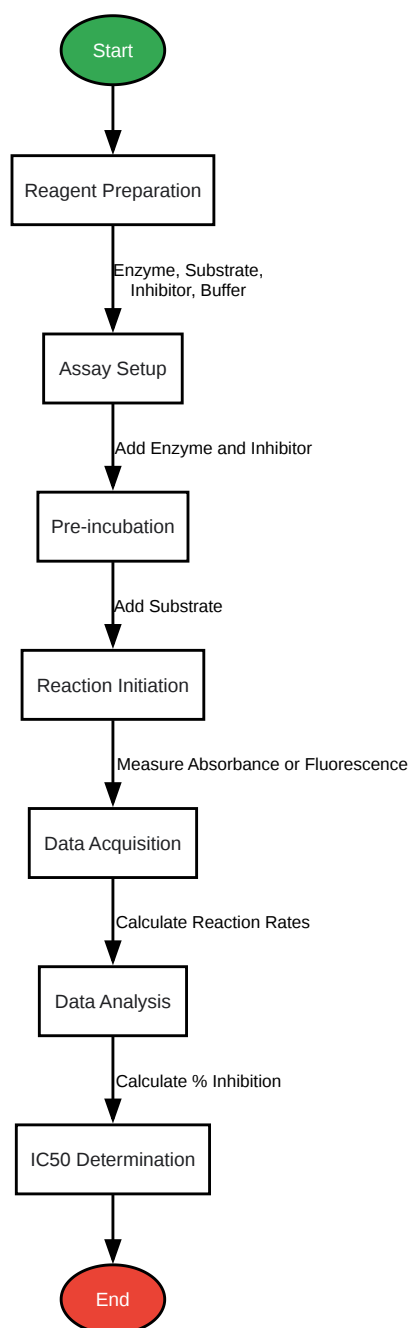 Start
Reagent Preparation
Enzyme, Substrate,
Inhibitor, Buffer
Assay Setup
Add Enzyme and Inhibitor
Pre-incubation
Add Substrate
Reaction Initiation
Measure Absorbance or Fluorescence
Data Acquisition
Calculate Reaction Rates
Data Analysis
Calculate % Inhibition
IC50 Determination
End